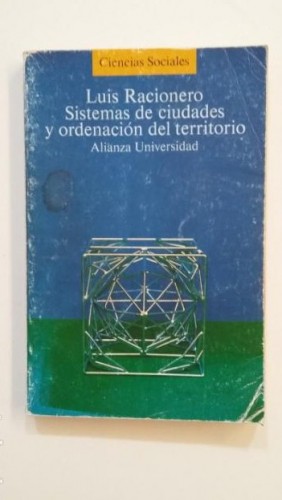 Ciencias Sociales
Luis Racionero
Sistemas de ciudades
y ordenación del territorio
Alianza Universidad